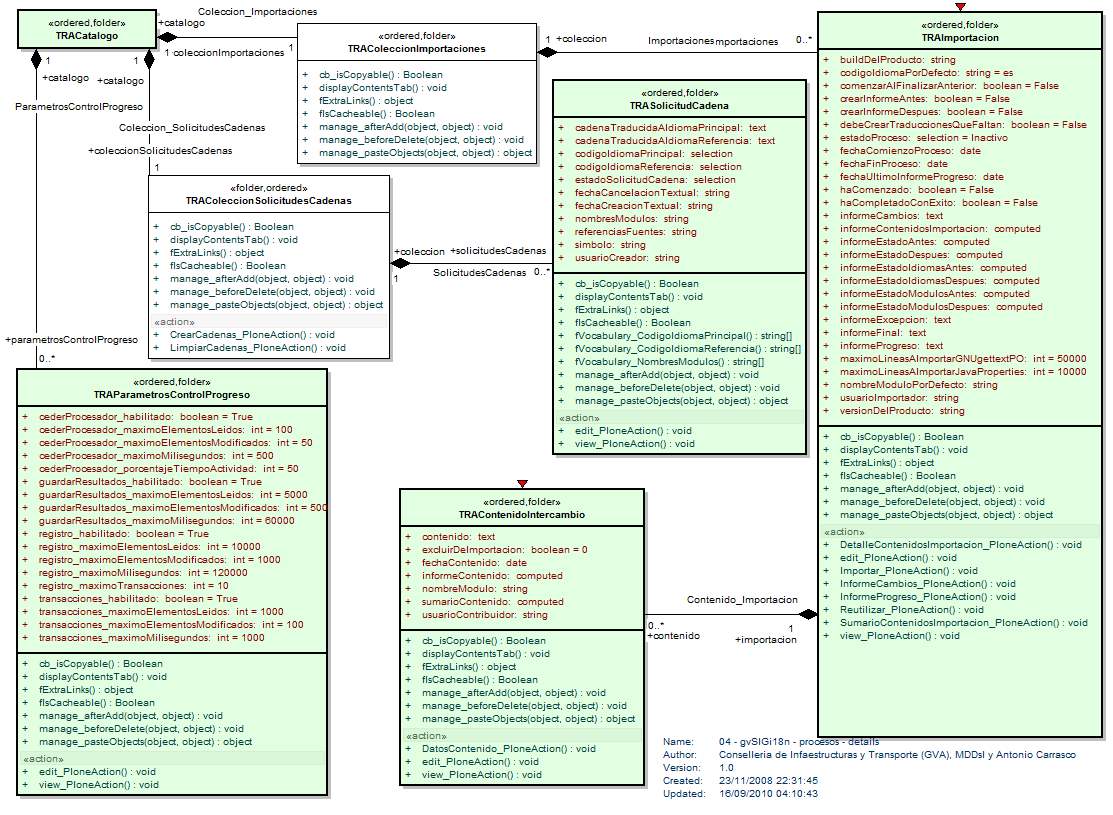 «ordered,folder»
TRACatalogo
+catalogo
Coleccion_Importaciones
1
+coleccionImportaciones
1
«ordered,folder»
TRAColeccionImportaciones
+ cb_isCopyable() : Boolean
+ displayContentsTab() : void
+ fExtraLinks() : object
+ fIsCacheable() : Boolean
+ manage_afterAdd(object, object) : void
+ manage_beforeDelete(object, object) : void
+ manage_pasteObjects(object, object) : object
1 +coleccion
Importaciones
mportaciones
0..*
«ordered,folder»
TRAImportacion
+ buildDelProducto: string
+ codigoIdiomaPorDefecto: string = es
+ comenzarAlFinalizarAnterior: boolean = False
+ crearInformeAntes: boolean = False
+ crearInformeDespues: boolean = False
+ debeCrearTraduccionesQueFaltan: boolean = False
+ estadoProceso: selection = Inactivo
+ fechaComienzoProceso: date
+ fechaFinProceso: date
+ fechaUltimoInformeProgreso: date
+ haComenzado: boolean = False
+ haCompletadoConExito: boolean = False
+ informeCambios: text
+ informeContenidosImportacion: computed
+ informeEstadoAntes: computed
+ informeEstadoDespues: computed
+ informeEstadoIdiomasAntes: computed
+ informeEstadoIdiomasDespues: computed
+ informeEstadoModulosAntes: computed
+ informeEstadoModulosDespues: computed
+ informeExcepcion: text
+ informeFinal: text
+ informeProgreso: text
+ maximoLineasAImportarGNUgettextPO: int = 50000
+ maximoLineasAImportarJavaProperties: int = 10000
+ nombreModuloPorDefecto: string
+ usuarioImportador: string
+ versionDelProducto: string
+ cb_isCopyable() : Boolean
+ displayContentsTab() : void
+ fExtraLinks() : object
+ fIsCacheable() : Boolean
+ manage_afterAdd(object, object) : void
+ manage_beforeDelete(object, object) : void
+ manage_pasteObjects(object, object) : object
«action»
+ DetalleContenidosImportacion_PloneAction() : void
+ edit_PloneAction() : void
+ Importar_PloneAction() : void
+ InformeCambios_PloneAction() : void
+ InformeProgreso_PloneAction() : void
+ Reutilizar_PloneAction() : void
+ SumarioContenidosImportacion_PloneAction() : void
+ view_PloneAction() : void
1
+catalogo
ParametrosControlProgreso
1
+catalogo
Coleccion_SolicitudesCadenas
+coleccionSolicitudesCadenas
1
«folder,ordered»
TRAColeccionSolicitudesCadenas
+ cb_isCopyable() : Boolean
+ displayContentsTab() : void
+ fExtraLinks() : object
+ fIsCacheable() : Boolean
+ manage_afterAdd(object, object) : void
+ manage_beforeDelete(object, object) : void
+ manage_pasteObjects(object, object) : object
«action»
+ CrearCadenas_PloneAction() : void
+ LimpiarCadenas_PloneAction() : void
+coleccion
1
+solicitudesCadenas
SolicitudesCadenas
0..*
«ordered,folder»
TRASolicitudCadena
+ cadenaTraducidaAIdiomaPrincipal: text
+ cadenaTraducidaAIdiomaReferencia: text
+ codigoIdiomaPrincipal: selection
+ codigoIdiomaReferencia: selection
+ estadoSolicitudCadena: selection
+ fechaCancelacionTextual: string
+ fechaCreacionTextual: string
+ nombresModulos: string
+ referenciasFuentes: string
+ simbolo: string
+ usuarioCreador: string
+ cb_isCopyable() : Boolean
+ displayContentsTab() : void
+ fExtraLinks() : object
+ fIsCacheable() : Boolean
+ fVocabulary_CodigoIdiomaPrincipal() : string[]
+ fVocabulary_CodigoIdiomaReferencia() : string[]
+ fVocabulary_NombresModulos() : string[]
+ manage_afterAdd(object, object) : void
+ manage_beforeDelete(object, object) : void
+ manage_pasteObjects(object, object) : object
«action»
+ edit_PloneAction() : void
+ view_PloneAction() : void
+parametrosControlProgreso
0..*
«ordered,folder»
TRAParametrosControlProgreso
+ cederProcesador_habilitado: boolean = True
+ cederProcesador_maximoElementosLeidos: int = 100
+ cederProcesador_maximoElementosModificados: int = 50
+ cederProcesador_maximoMilisegundos: int = 500
+ cederProcesador_porcentajeTiempoActividad: int = 50
+ guardarResultados_habilitado: boolean = True
+ guardarResultados_maximoElementosLeidos: int = 5000
+ guardarResultados_maximoElementosModificados: int = 500
+ guardarResultados_maximoMilisegundos: int = 60000
+ registro_habilitado: boolean = True
+ registro_maximoElementosLeidos: int = 10000
+ registro_maximoElementosModificados: int = 1000
+ registro_maximoMilisegundos: int = 120000
+ registro_maximoTransacciones: int = 10
+ transacciones_habilitado: boolean = True
+ transacciones_maximoElementosLeidos: int = 1000
+ transacciones_maximoElementosModificados: int = 100
+ transacciones_maximoMilisegundos: int = 1000
+ cb_isCopyable() : Boolean
+ displayContentsTab() : void
+ fExtraLinks() : object
+ fIsCacheable() : Boolean
+ manage_afterAdd(object, object) : void
+ manage_beforeDelete(object, object) : void
+ manage_pasteObjects(object, object) : object
«action»
+ edit_PloneAction() : void
+ view_PloneAction() : void
«ordered,folder»
TRAContenidoIntercambio
+ contenido: text
+ excluirDeImportacion: boolean = 0
+ fechaContenido: date
+ informeContenido: computed
+ nombreModulo: string
+ sumarioContenido: computed
+ usuarioContribuidor: string
+ cb_isCopyable() : Boolean
+ displayContentsTab() : void
+ fExtraLinks() : object
+ fIsCacheable() : Boolean
+ manage_afterAdd(object, object) : void
+ manage_beforeDelete(object, object) : void
+ manage_pasteObjects(object, object) : object
«action»
+ DatosContenido_PloneAction() : void
+ edit_PloneAction() : void
+ view_PloneAction() : void
Contenido_Importacion
0..*
+contenido
1
+importacion
Name: 04 - gvSIGi18n - procesos - details
Author: Conselleria de Infaestructuras y Transporte (GVA), MDDsl y Antonio Carrasco
Version: 1.0
Created: 23/11/2008 22:31:45
Updated: 16/09/2010 04:10:43